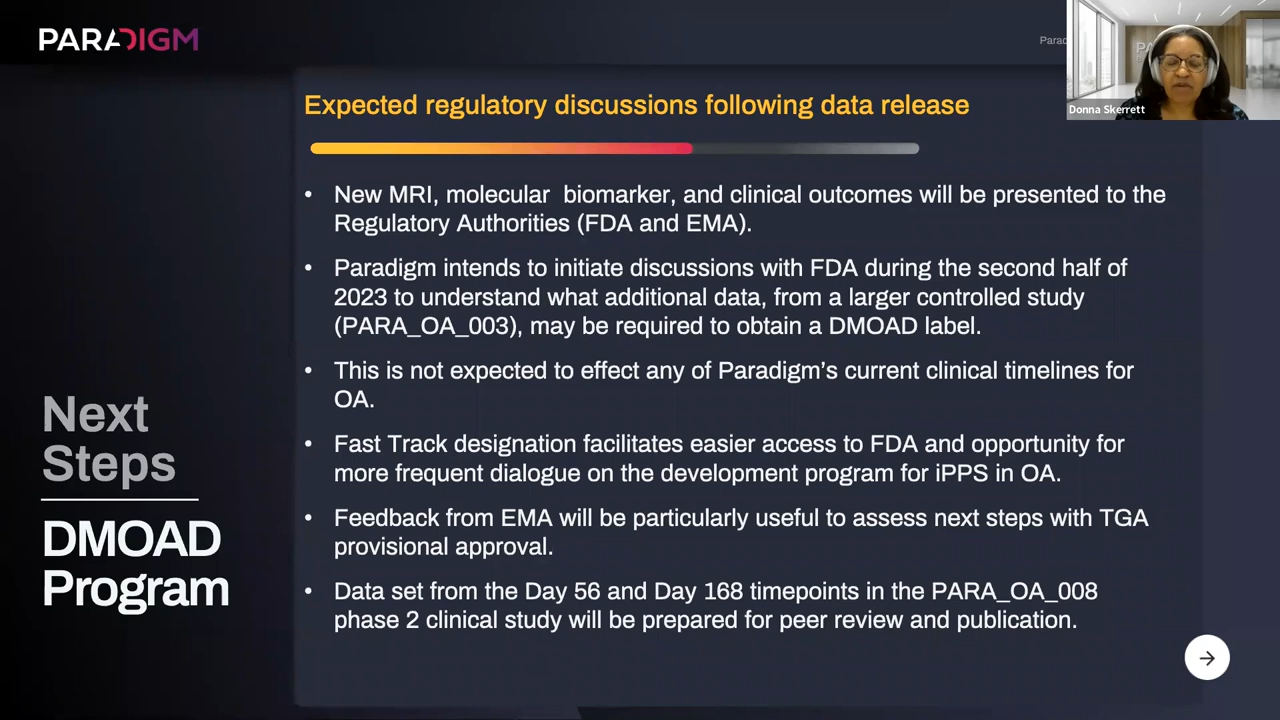 PARADIGM
Parad
Donna Skerrett
Expected regulatory discussions following data release
• New MRI, molecular  biomarker, and clinical outcomes will be presented to the
Regulatory Authorities (FDA and EMA).
• Paradigm intends to initiate discussions with FDA during the second half of
2023 to understand what additional data, from a larger controlled study
(PARA_OA_003), may be required to obtain a DMOAD label.
• This is not expected to effect any of Paradigm’s current clinical timelines for
OA.
• Fast Track designation facilitates easier access to FDA and opportunity for
more frequent dialogue on the development program for iPPS in OA.
• Feedback from EMA will be particularly useful to assess next steps with TGA
provisional approval.
• Data set from the Day 56 and Day 168 timepoints in the PARA_OA_008
phase 2 clinical study will be prepared for peer review and publication.
Next
Steps
DMOAD
Program